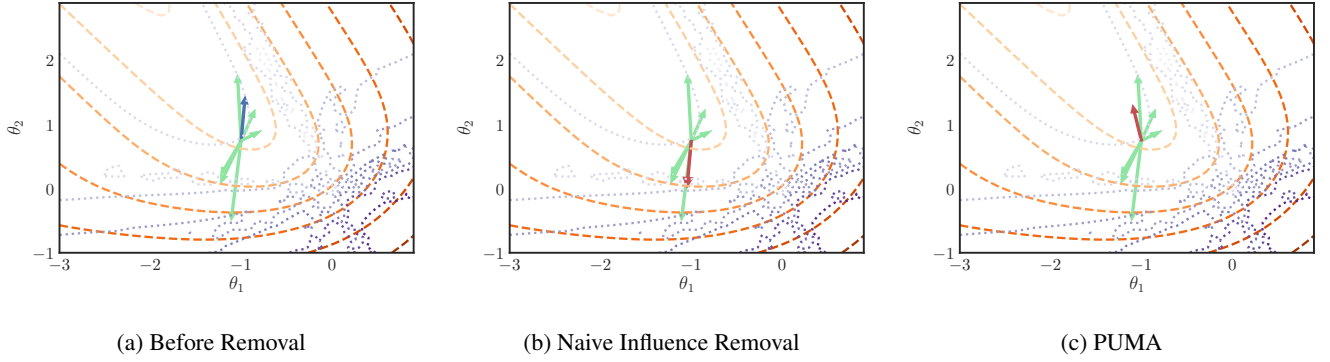 2
1
0
−1
θ₂
−3
−2
−1
0
θ₁
(a) Before Removal
2
1
0
−1
θ₂
−3
−2
−1
0
θ₁
(b) Naive Influence Removal
2
1
0
−1
θ₂
−3
−2
−1
0
θ₁
(c) PUMA